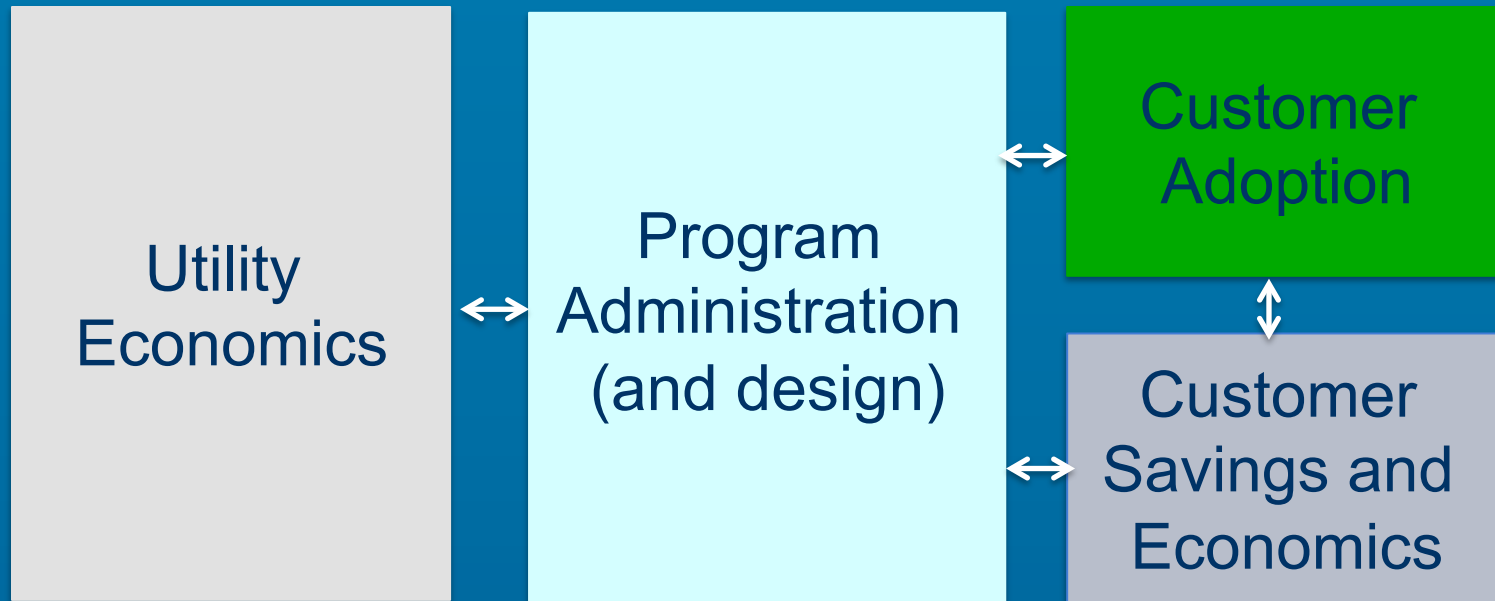 Utility
Economics
Program
Administration
(and design)
Customer
Adoption
Customer
Savings and
Economics